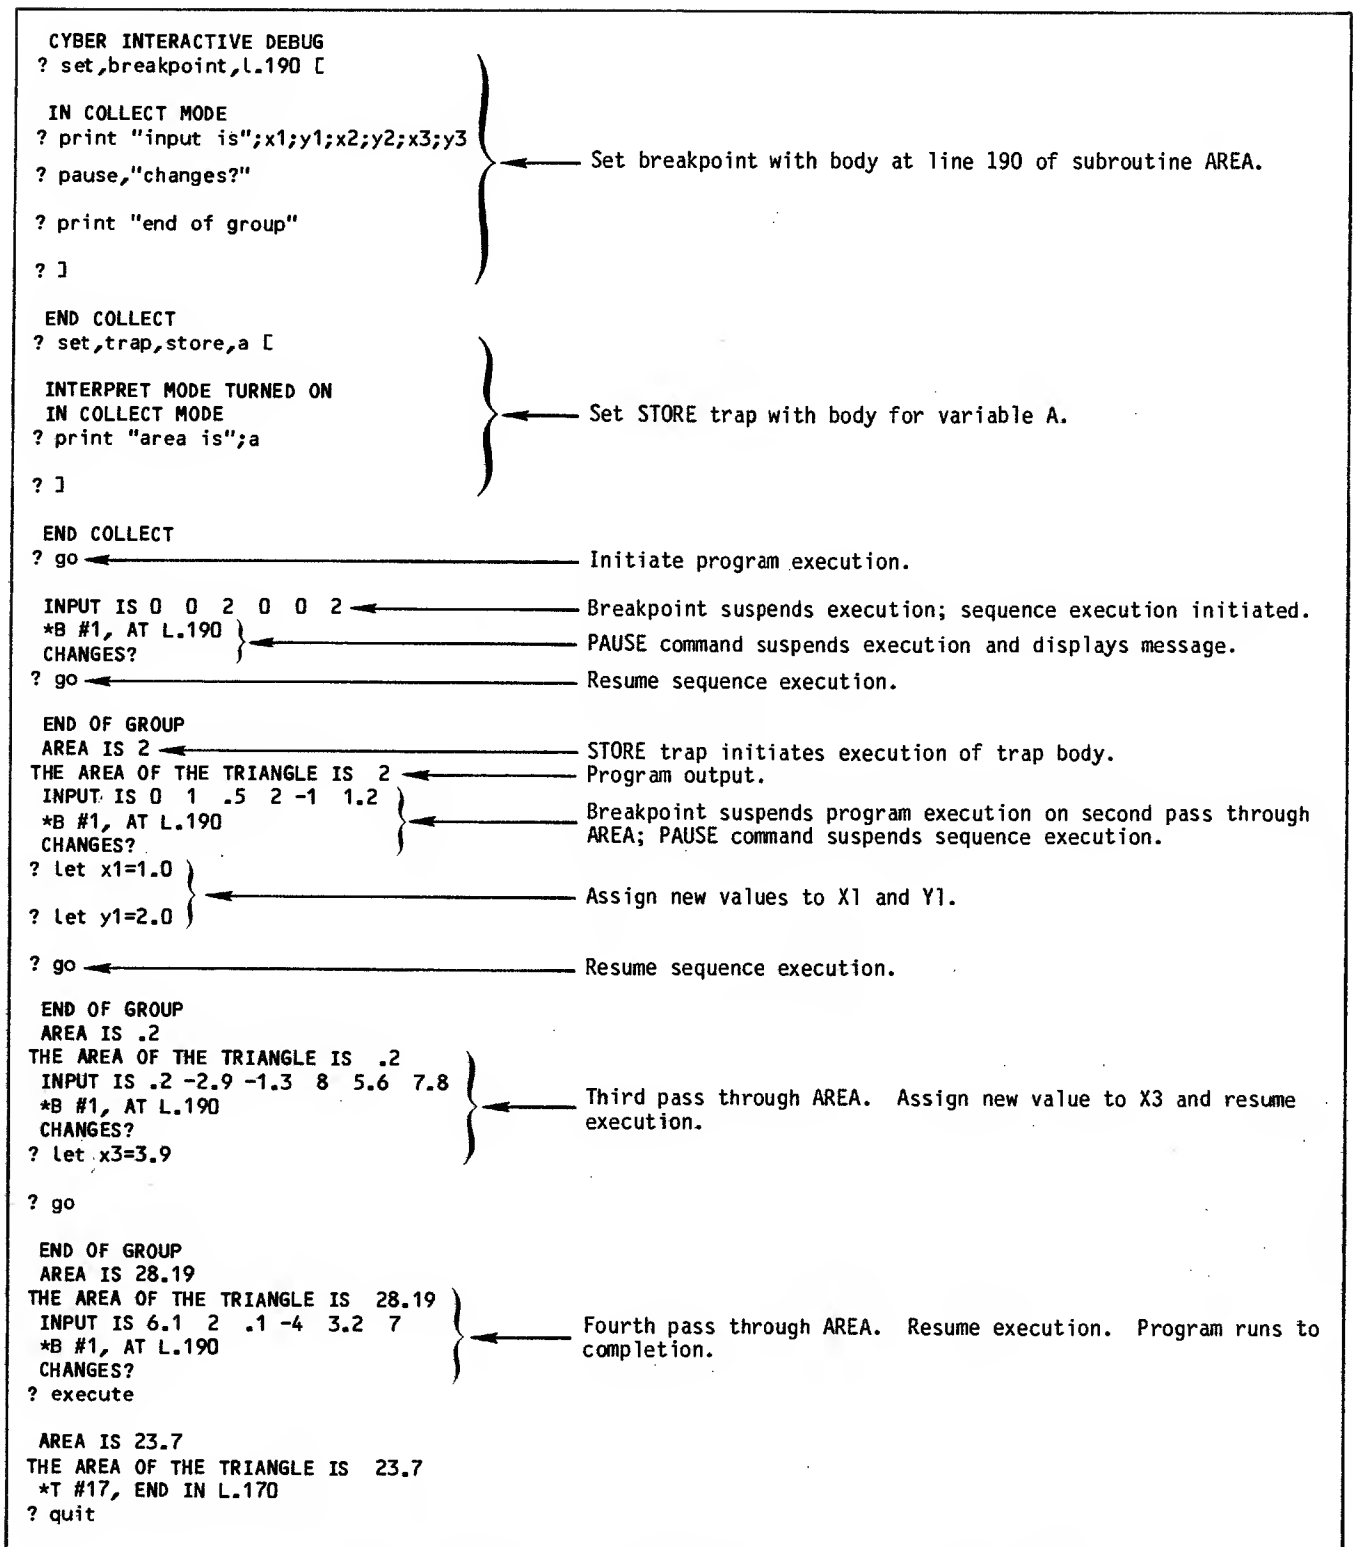 CYBER INTERACTIVE DEBUG
? set,breakpoint,l.190 [
IN COLLECT MODE
? print "input is";x1;y1;x2;y2;x3;y3
? pause,"changes?"
? print "end of group"
? ]
Set breakpoint with body at line 190 of subroutine AREA.
END COLLECT
? set,trap,store,a [
INTERPRET MODE TURNED ON
IN COLLECT MODE
? print "area is";a
? ]
Set STORE trap with body for variable A.
END COLLECT
? go
Initiate program execution.
INPUT IS 0 0 2 0 0 2
Breakpoint suspends execution; sequence execution initiated.
*B #1, AT L.190
CHANGES?
PAUSE command suspends execution and displays message.
? go
Resume sequence execution.
END OF GROUP
AREA IS 2
STORE trap initiates execution of trap body.
THE AREA OF THE TRIANGLE IS 2
Program output.
INPUT IS 0 1 .5 2 -1 1.2
*B #1, AT L.190
CHANGES?
Breakpoint suspends program execution on second pass through
AREA; PAUSE command suspends sequence execution.
? let x1=1.0
? let y1=2.0
Assign new values to X1 and Y1.
? go
Resume sequence execution.
END OF GROUP
AREA IS .2
THE AREA OF THE TRIANGLE IS .2
INPUT IS .2 -2.9 -1.3 8 5.6 7.8
*B #1, AT L.190
CHANGES?
? let x3=3.9
Third pass through AREA. Assign new value to X3 and resume
execution.
? go
END OF GROUP
AREA IS 28.19
THE AREA OF THE TRIANGLE IS 28.19
INPUT IS 6.1 2 .1 -4 3.2 7
*B #1, AT L.190
CHANGES?
Fourth pass through AREA. Resume execution. Program runs to
completion.
? execute
AREA IS 23.7
THE AREA OF THE TRIANGLE IS 23.7
*T #17, END IN L.170
? quit